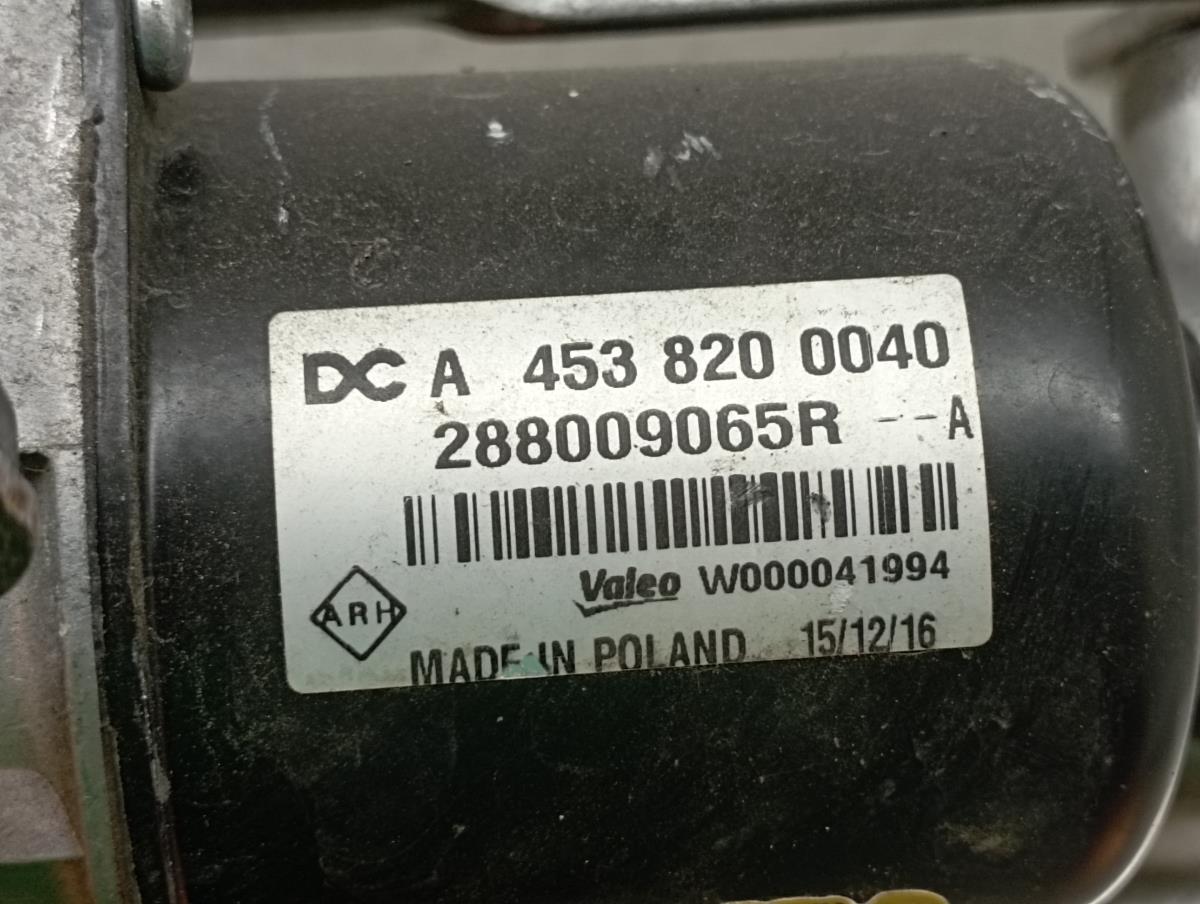 DC A 453 820 0040
288009065R --A
Valeo W000041994
ARH
MADE IN POLAND 15/12/16